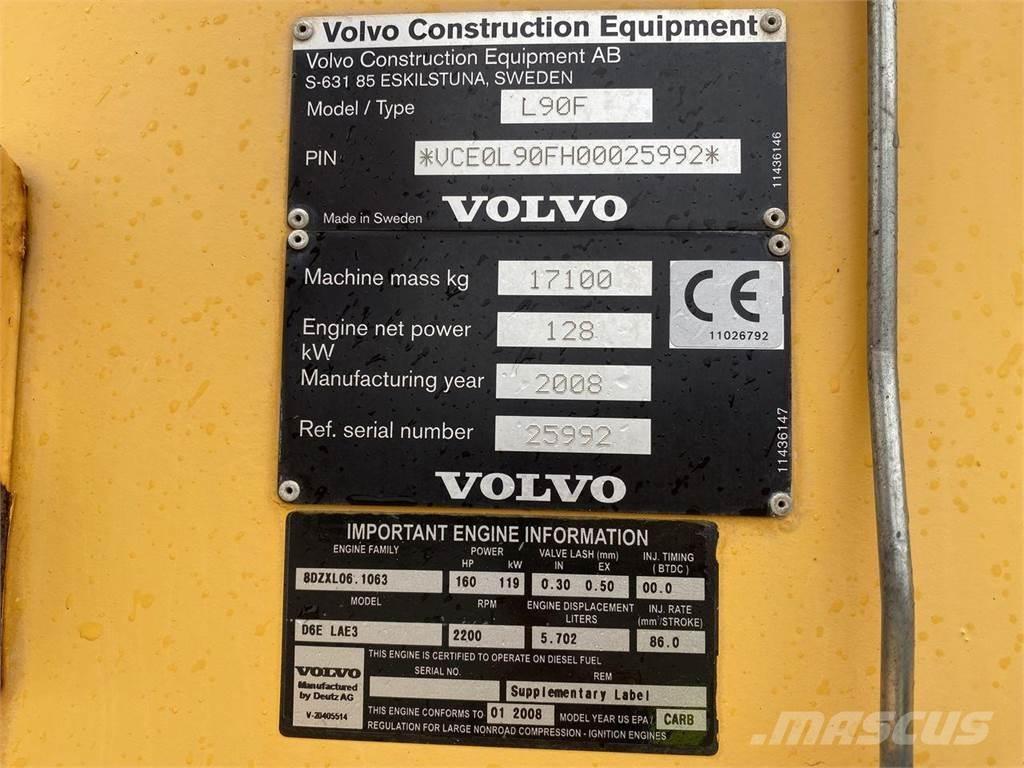 Volvo Construction Equipment
Volvo Construction Equipment AB
S-631 85 ESKILSTUNA, SWEDEN
Model / Type L90F
PIN *VCE0L90FH00025992*
11436146
Made in Sweden VOLVO
Machine mass kg 17100
CE
11026792
Engine net power 128
kW
Manufacturing year 2008
Ref. serial number 25992
11436147
VOLVO
IMPORTANT ENGINE INFORMATION
ENGINE FAMILY POWER VALVE LASH (mm) INJ. TIMING
HP kW IN EX (BTDC)
8DZXL06.1063 160 119 0.30 0.50 00.0
MODEL RPM ENGINE DISPLACEMENT INJ. RATE
LITERS (mm /STROKE)
D6E LAE3 2200 5.702 86.0
THIS ENGINE IS CERTIFIED TO OPERATE ON DIESEL FUEL
VOLVO SERIAL NO. REM
Manufactured
by Deutz AG
Supplementary Label
V-20405514
THIS ENGINE CONFORMS TO 01 2008 MODEL YEAR US EPA / CARB
REGULATION FOR LARGE NONROAD COMPRESSION - IGNITION ENGINES
MASCUS